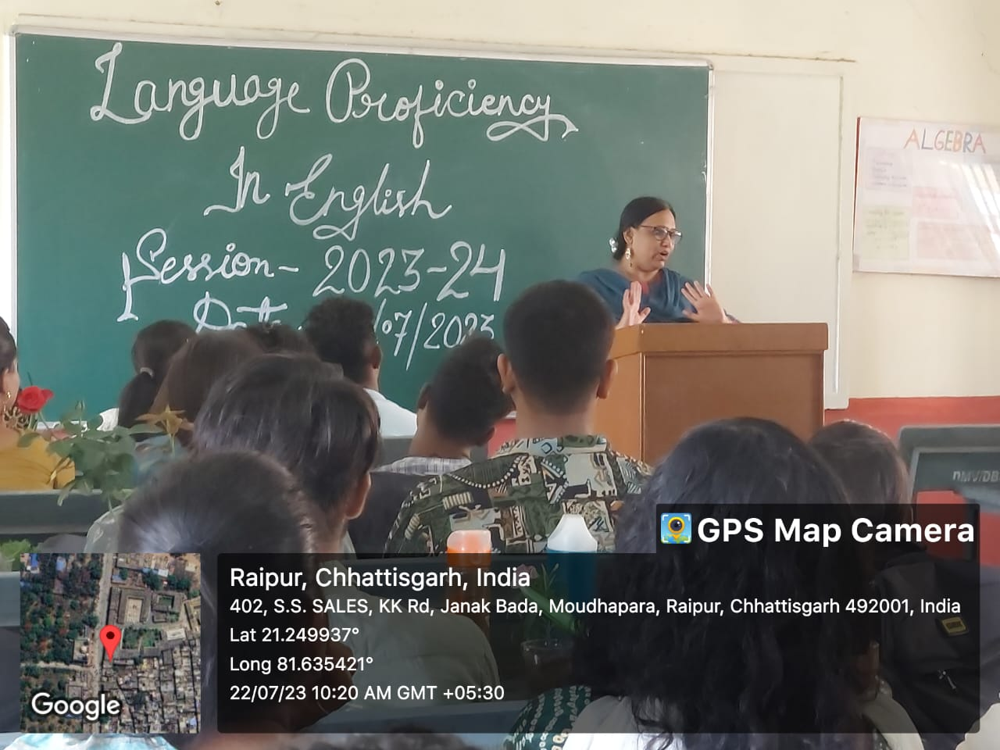 Language Proficiency
In English
Session- 2023-24
/07/2023
ALGEBRA
GPS Map Camera
Raipur, Chhattisgarh, India
402, S.S. SALES, KK Rd, Janak Bada, Moudhapara, Raipur, Chhattisgarh 492001, India
Lat 21.249937°
Long 81.635421°
22/07/23 10:20 AM GMT +05:30
Google